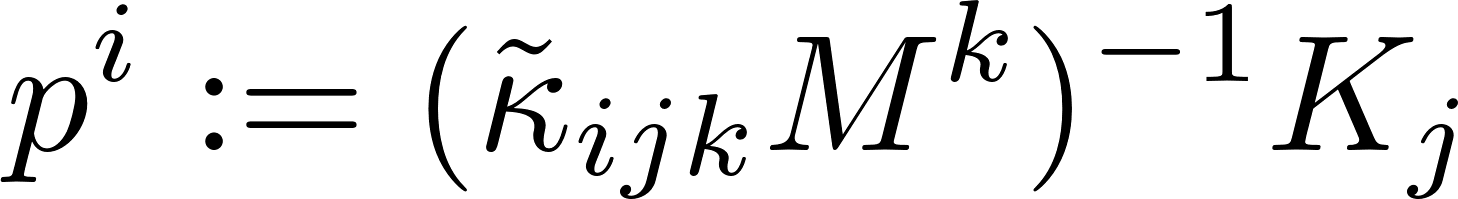 $p^i := (\tilde{\kappa}_{ijk} M^k)^{-1} K_j$